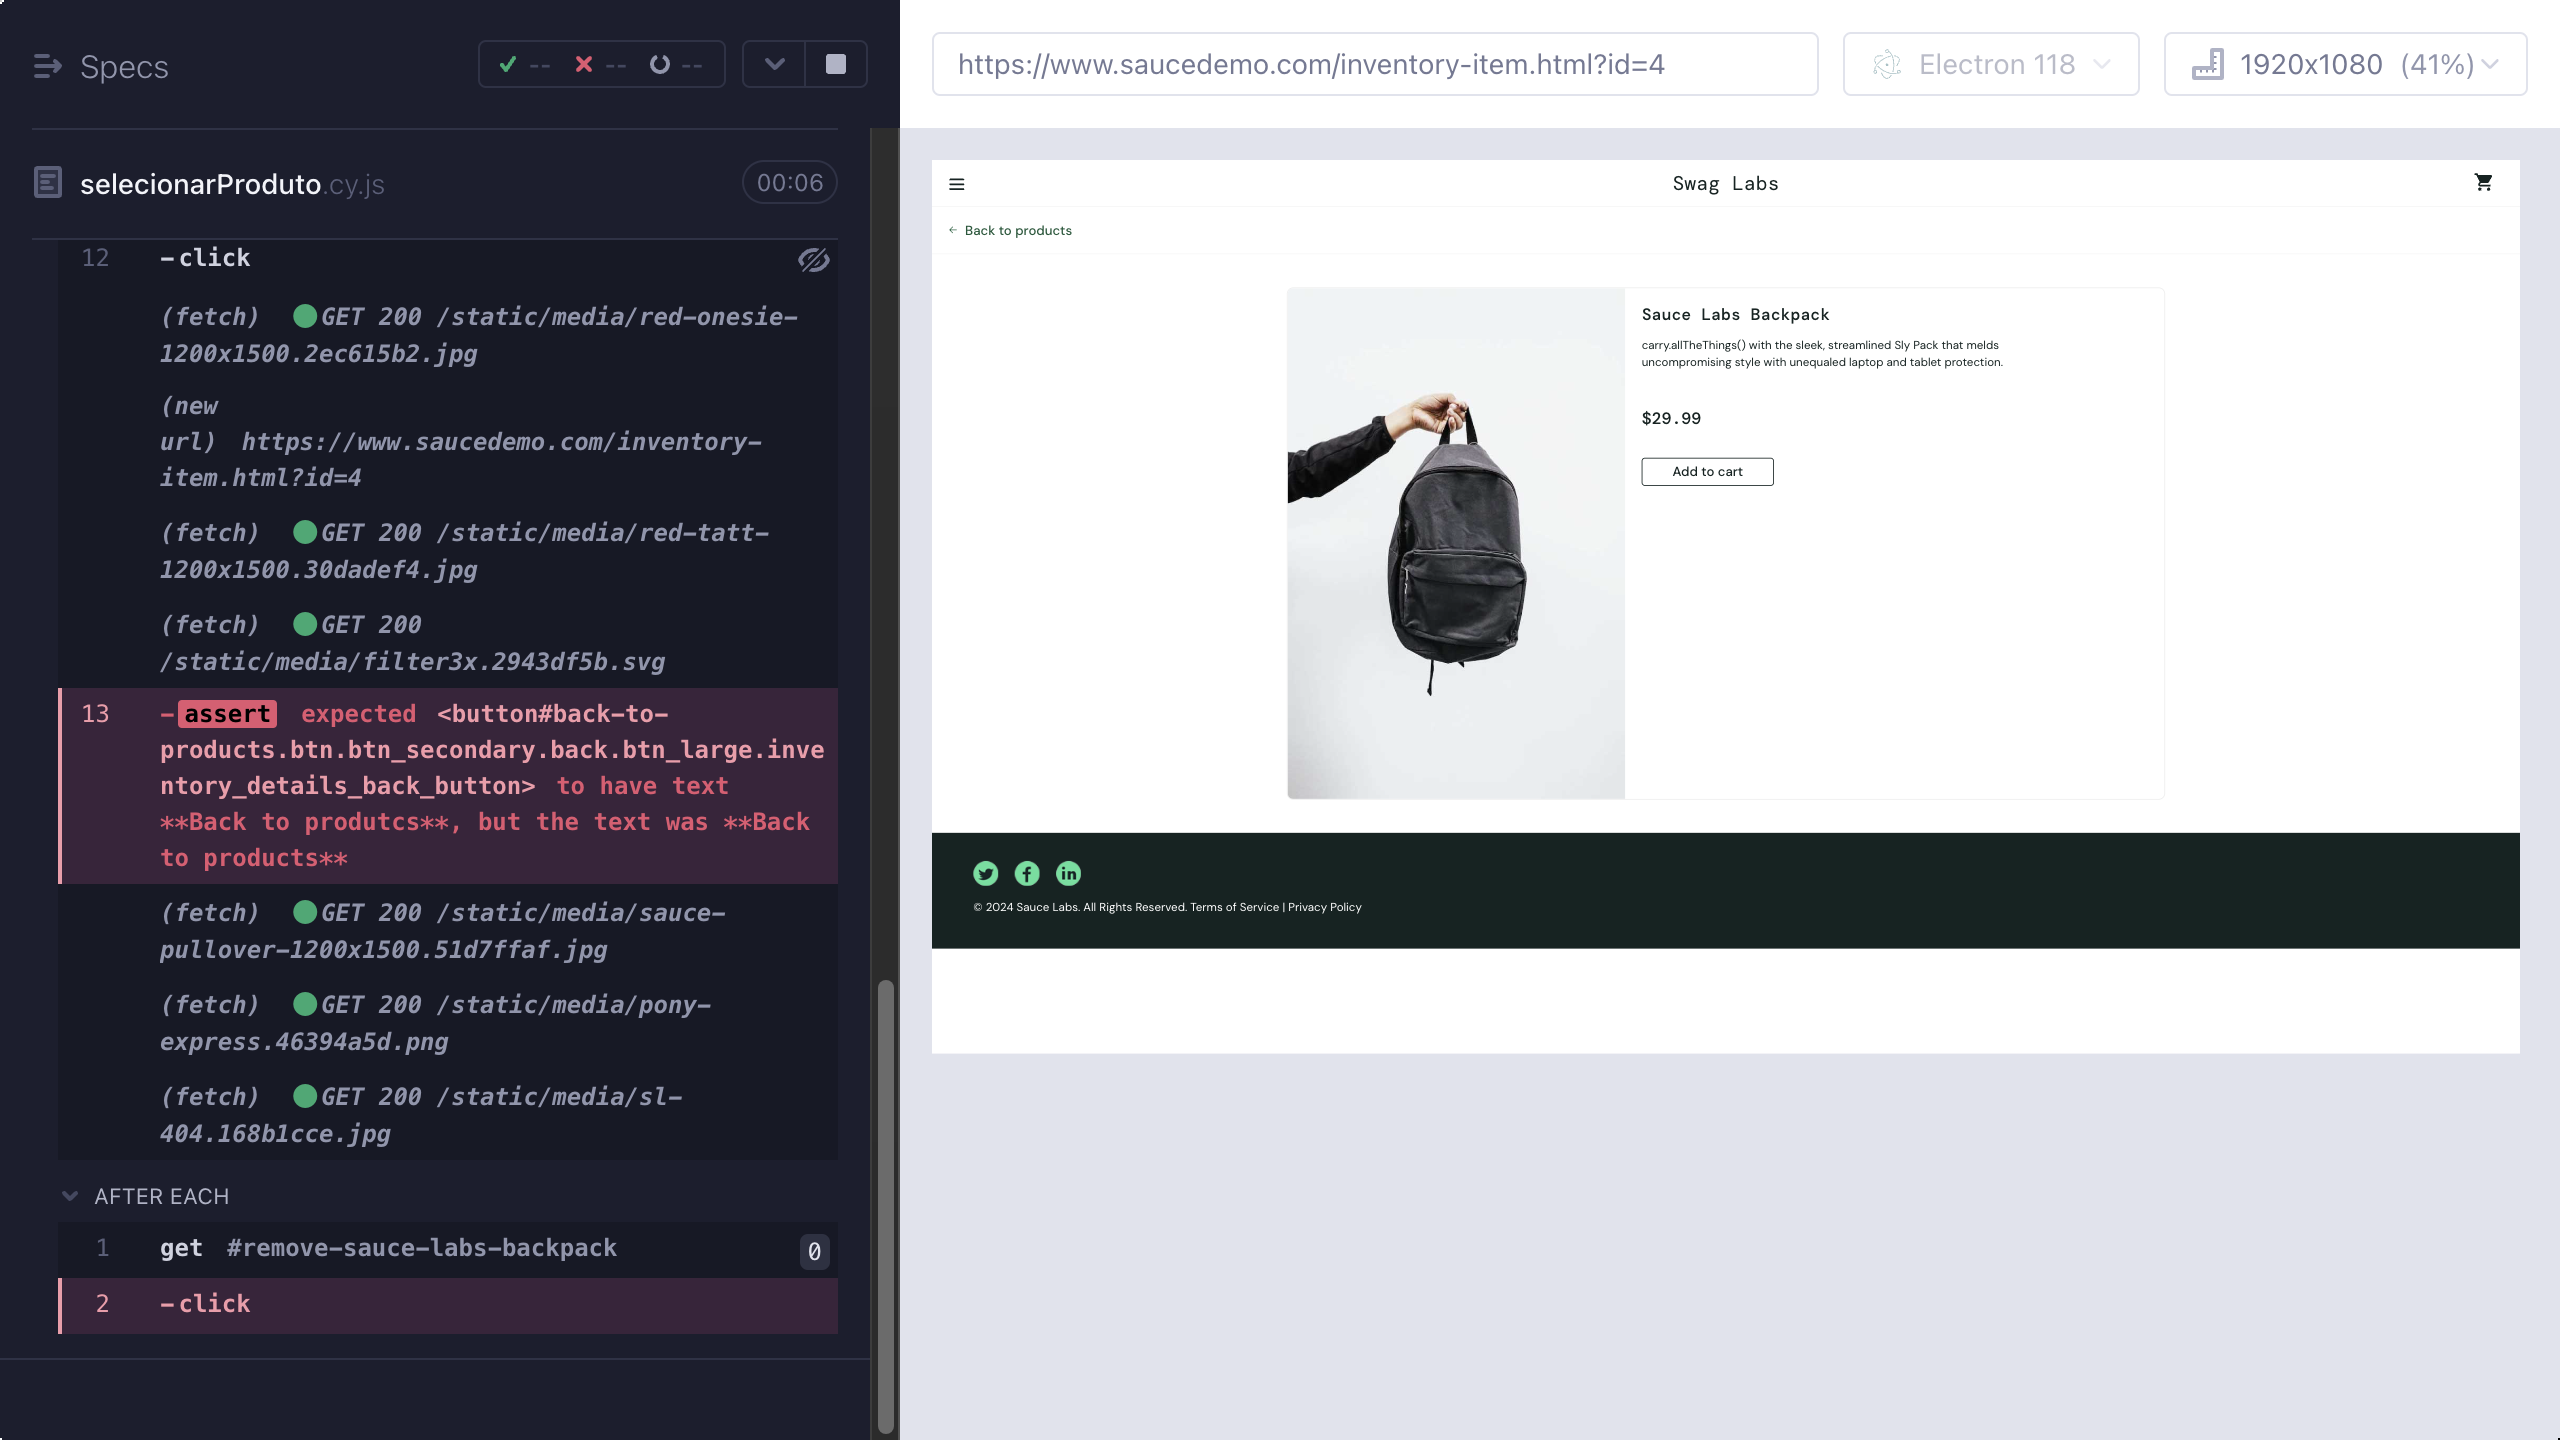 Specs
--
--
--
https://www.saucedemo.com/inventory-item.html?id=4
Electron 118
1920x1080 (41%)
selecionarProduto.cy.js
00:06
12 -click
(fetch) GET 200 /static/media/red-onesie-
1200x1500.2ec615b2.jpg
(new
url) https://www.saucedemo.com/inventory-
item.html?id=4
(fetch) GET 200 /static/media/red-tatt-
1200x1500.30dadef4.jpg
(fetch) GET 200
/static/media/filter3x.2943df5b.svg
13 -assert expected <button#back-to-
products.btn.btn_secondary.back.btn_large.inve
ntory_details_back_button> to have text
**Back to produtcs**, but the text was **Back
to products**
(fetch) GET 200 /static/media/sauce-
pullover-1200x1500.51d7ffaf.jpg
(fetch) GET 200 /static/media/pony-
express.46394a5d.png
(fetch) GET 200 /static/media/sl-
404.168b1cce.jpg
AFTER EACH
1 get #remove-sauce-labs-backpack 0
2 -click
Swag Labs
Back to products
Sauce Labs Backpack
carry.allTheThings() with the sleek, streamlined Sly Pack that melds
uncompromising style with unequaled laptop and tablet protection.
$29.99
Add to cart
© 2024 Sauce Labs. All Rights Reserved. Terms of Service | Privacy Policy